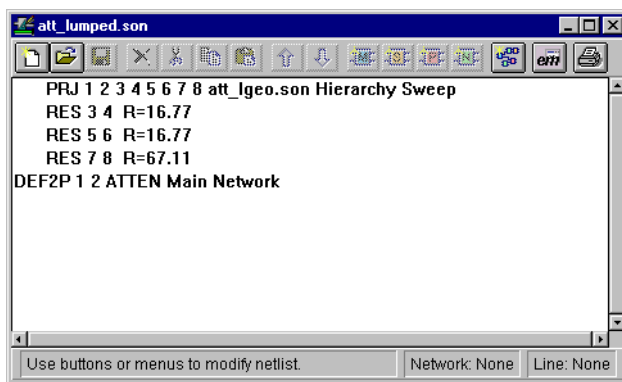 att_lumped.son
M S P N em
PRJ 1 2 3 4 5 6 7 8 att_lgeo.son Hierarchy Sweep
RES 3 4 R=16.77
RES 5 6 R=16.77
RES 7 8 R=67.11
DEF2P 1 2 ATTEN Main Network
Use buttons or menus to modify netlist. Network: None Line: None